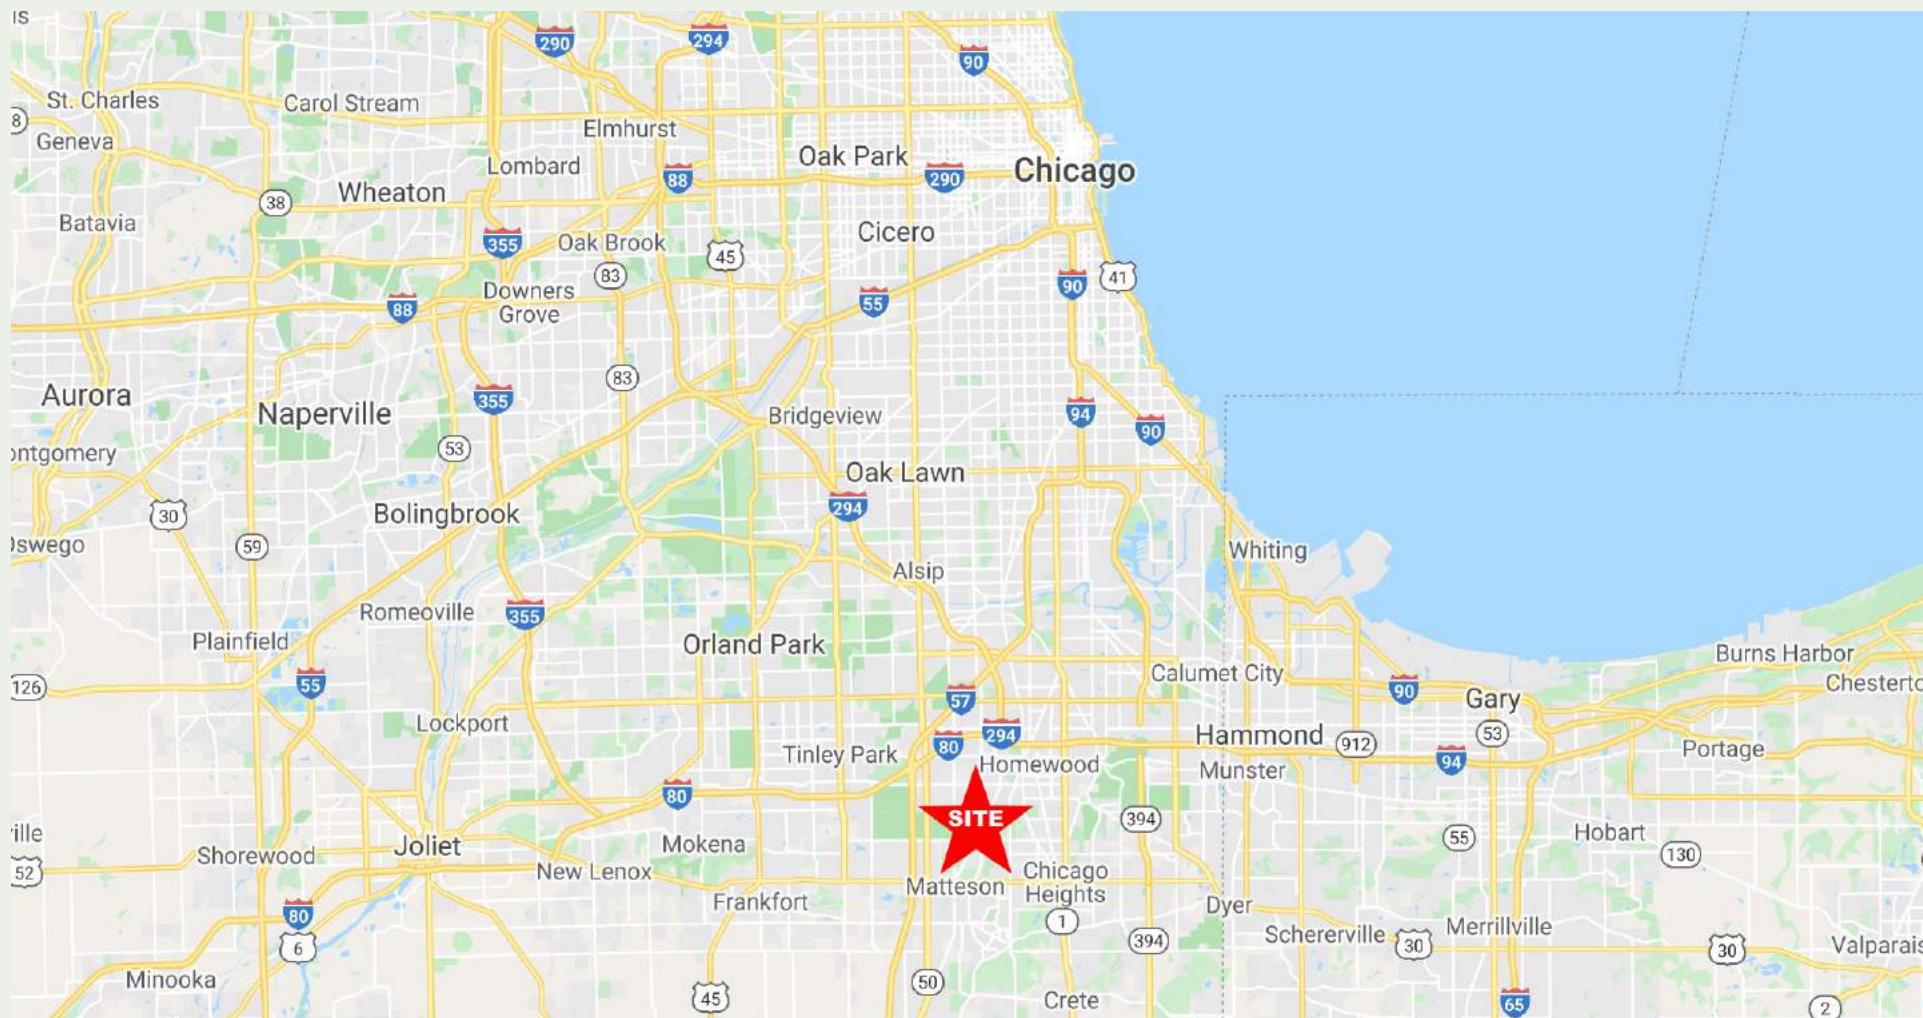 is
290
294
90
St. Charles
Carol Stream
8
Geneva
Elmhurst
Lombard
Oak Park
Chicago
88
290
Wheaton
38
Batavia
355
Oak Brook
45
Cicero
83
41
90
Downers
Grove
88
55
83
Aurora
Naperville
355
Bridgeview
94
90
53
ontgomery
Oak Lawn
294
30
Bolingbrook
59
Oswego
Whiting
Alsip
Romeoville
355
Plainfield
Orland Park
Burns Harbor
126
55
Calumet City
90
Chesterto
57
Gary
Lockport
294
80
Hammond
912
53
Tinley Park
Homewood
Portage
94
Munster
80
SITE
394
ville
Joliet
Mokena
55
Hobart
130
Shorewood
52
New Lenox
Matteson
Chicago
Heights
Frankfort
Dyer
80
1
6
394
Schererville
30
Merrillville
30
Valparais
Minooka
45
50
Crete
65
2